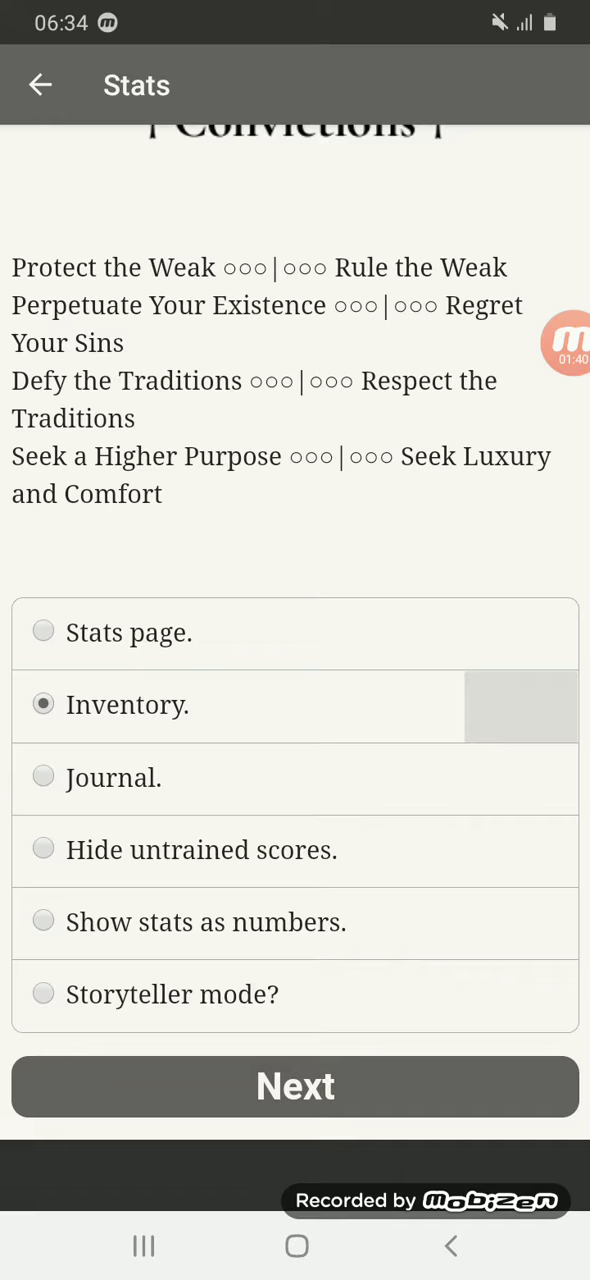 06:34
Stats
† Convictions †
Protect the Weak ○○○|○○○ Rule the Weak
Perpetuate Your Existence ○○○|○○○ Regret
Your Sins
01:40
Defy the Traditions ○○○|○○○ Respect the
Traditions
Seek a Higher Purpose ○○○|○○○ Seek Luxury
and Comfort
Stats page.
Inventory.
Journal.
Hide untrained scores.
Show stats as numbers.
Storyteller mode?
Next
Recorded by mobizen